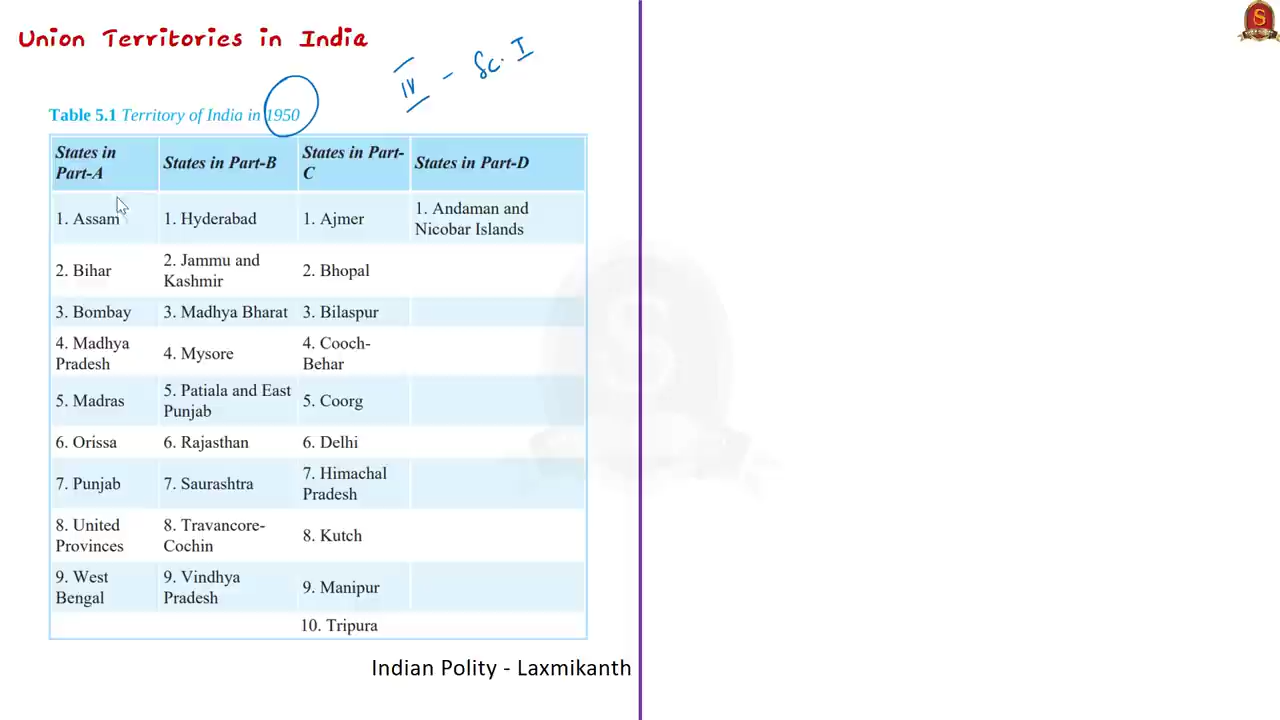 Union Territories in India
IV - Sc. I
Table 5.1 Territory of India in 1950
States in Part-A States in Part-B States in Part-C States in Part-D
1. Assam 1. Hyderabad 1. Ajmer 1. Andaman and Nicobar Islands
2. Bihar 2. Jammu and Kashmir 2. Bhopal
3. Bombay 3. Madhya Bharat 3. Bilaspur
4. Madhya Pradesh 4. Mysore 4. Cooch-Behar
5. Madras 5. Patiala and East Punjab 5. Coorg
6. Orissa 6. Rajasthan 6. Delhi
7. Punjab 7. Saurashtra 7. Himachal Pradesh
8. United Provinces 8. Travancore-Cochin 8. Kutch
9. West Bengal 9. Vindhya Pradesh 9. Manipur
10. Tripura
Indian Polity - Laxmikanth